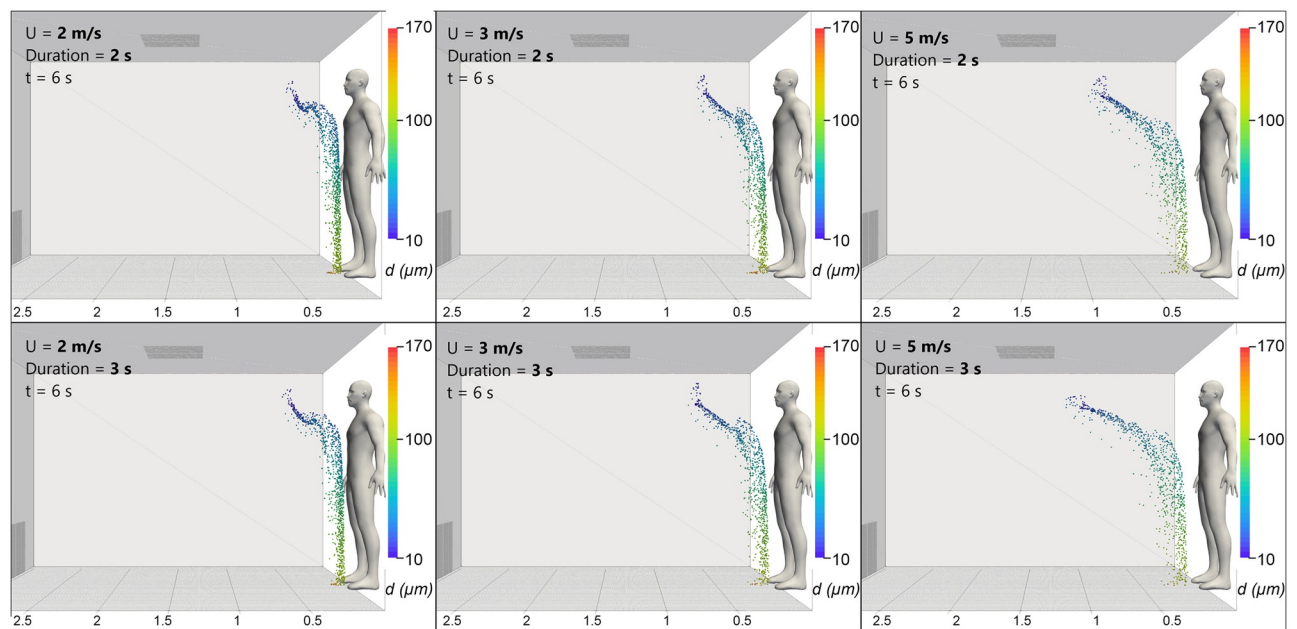 U = 2 m/s
Duration = 2 s
t = 6 s
170
100
10
d (µm)
2.5 2 1.5 1 0.5
U = 3 m/s
Duration = 2 s
t = 6 s
170
100
10
d (µm)
2.5 2 1.5 1 0.5
U = 5 m/s
Duration = 2 s
t = 6 s
170
100
10
d (µm)
2.5 2 1.5 1 0.5
U = 2 m/s
Duration = 3 s
t = 6 s
170
100
10
d (µm)
2.5 2 1.5 1 0.5
U = 3 m/s
Duration = 3 s
t = 6 s
170
100
10
d (µm)
2.5 2 1.5 1 0.5
U = 5 m/s
Duration = 3 s
t = 6 s
170
100
10
d (µm)
2.5 2 1.5 1 0.5